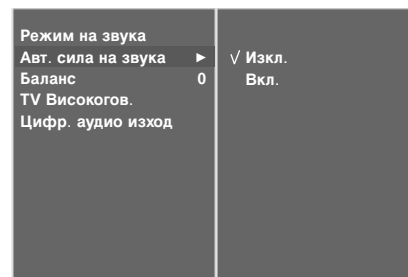 Режим на звука
Авт. сила на звука ► √ Изкл.
Баланс 0 Вкл.
TV Високогов.
Цифр. аудио изход